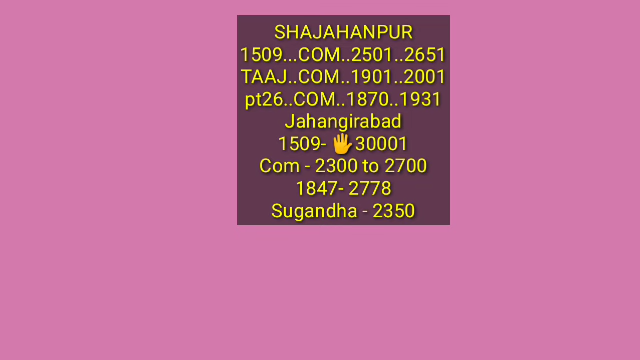 SHAJAHANPUR
1509...COM..2501..2651
TAAJ..COM..1901..2001
pt26..COM..1870..1931
Jahangirabad
1509- 🖐30001
Com - 2300 to 2700
1847- 2778
Sugandha - 2350